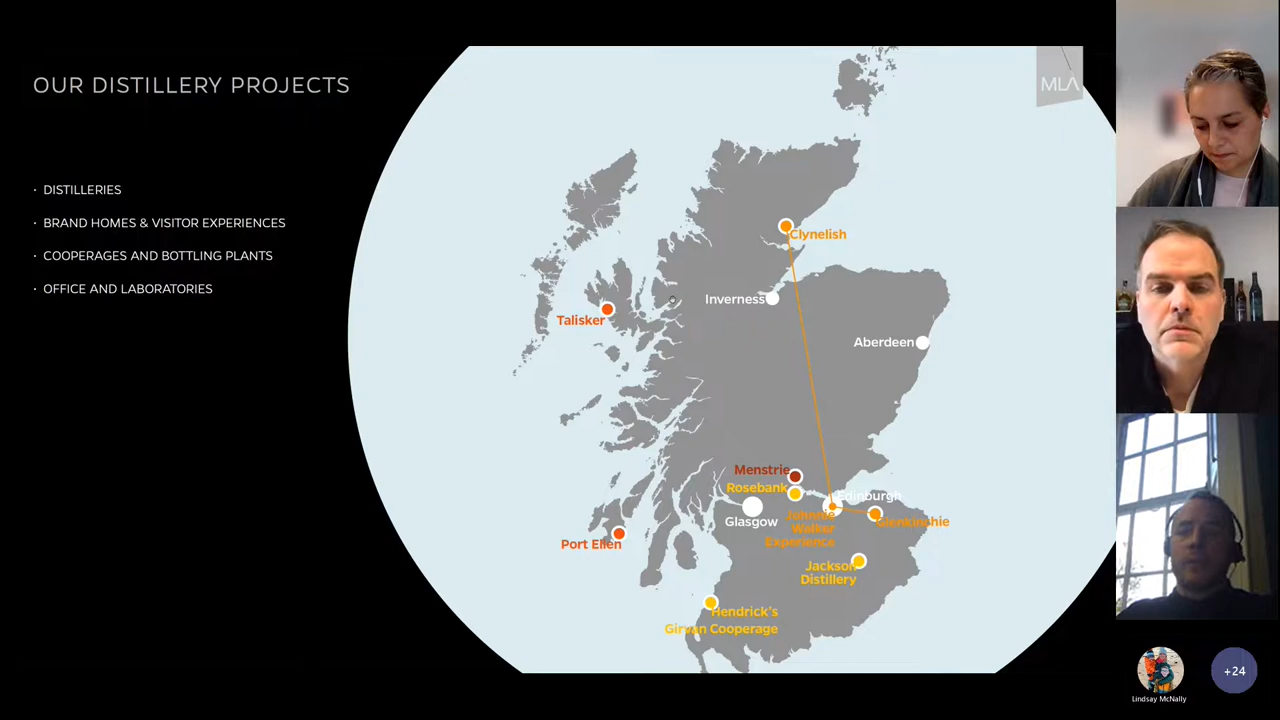 OUR DISTILLERY PROJECTS
MLA
· DISTILLERIES
· BRAND HOMES & VISITOR EXPERIENCES
· COOPERAGES AND BOTTLING PLANTS
· OFFICE AND LABORATORIES
Clynelish
Inverness
Talisker
Aberdeen
Menstrie
Rosebank
Edinburgh
Glasgow
Johnnie
Walker
Experience
Glenkinchie
Port Ellen
Jackson
Distillery
Hendrick's
Girvan Cooperage
Lindsay McNally
+24